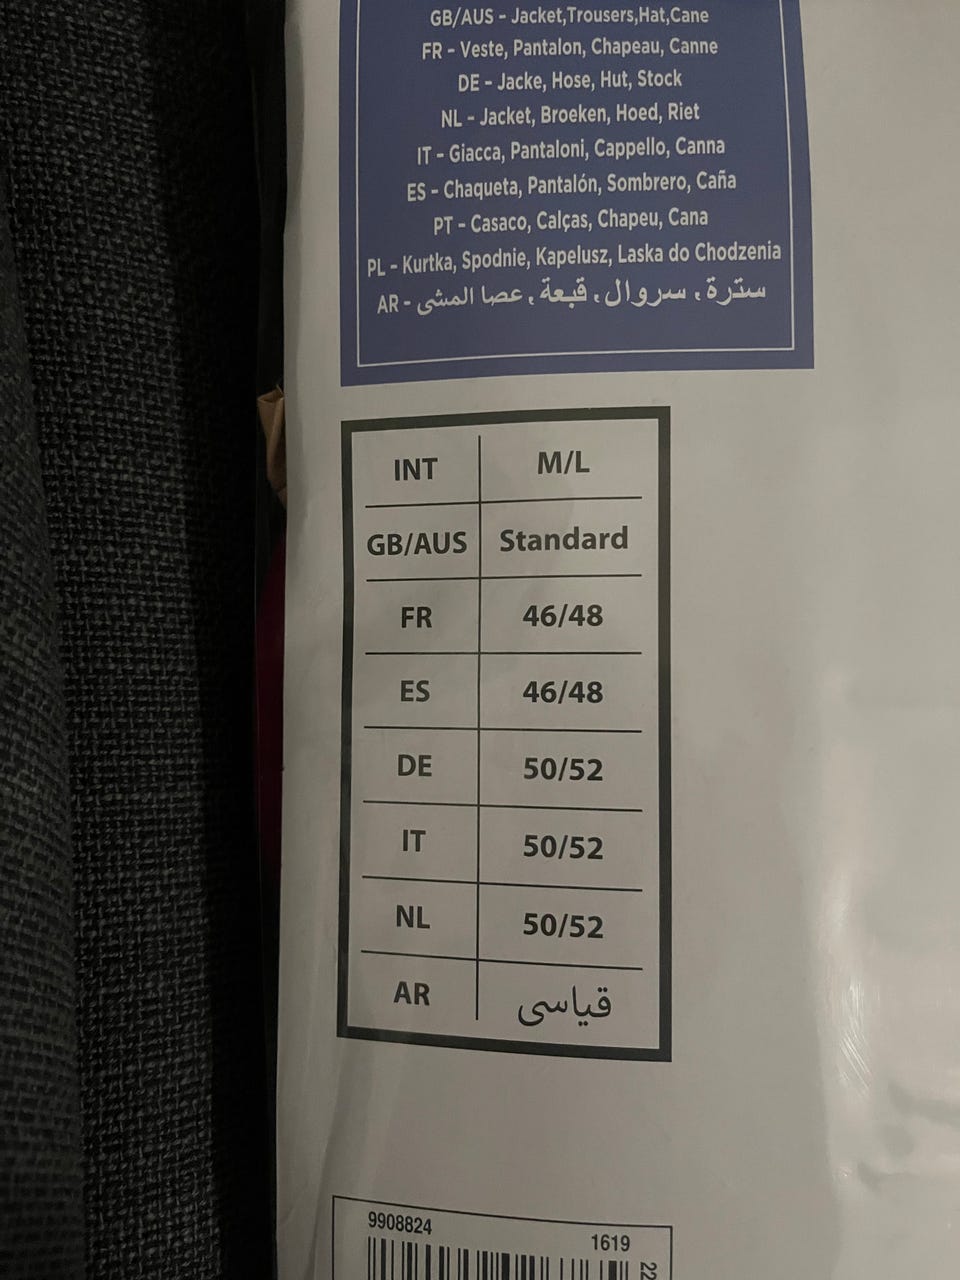 GB/AUS - Jacket,Trousers,Hat,Cane
FR - Veste, Pantalon, Chapeau, Canne
DE - Jacke, Hose, Hut, Stock
NL - Jacket, Broeken, Hoed, Riet
IT - Giacca, Pantaloni, Cappello, Canna
ES - Chaqueta, Pantalón, Sombrero, Caña
PT - Casaco, Calças, Chapeu, Cana
PL - Kurtka, Spodnie, Kapelusz, Laska do Chodzenia
AR - سترة ، سروال ، قبعة ، عصا المشى
INT M/L
GB/AUS Standard
FR 46/48
ES 46/48
DE 50/52
IT 50/52
NL 50/52
AR قياسى
9908824
1619
22